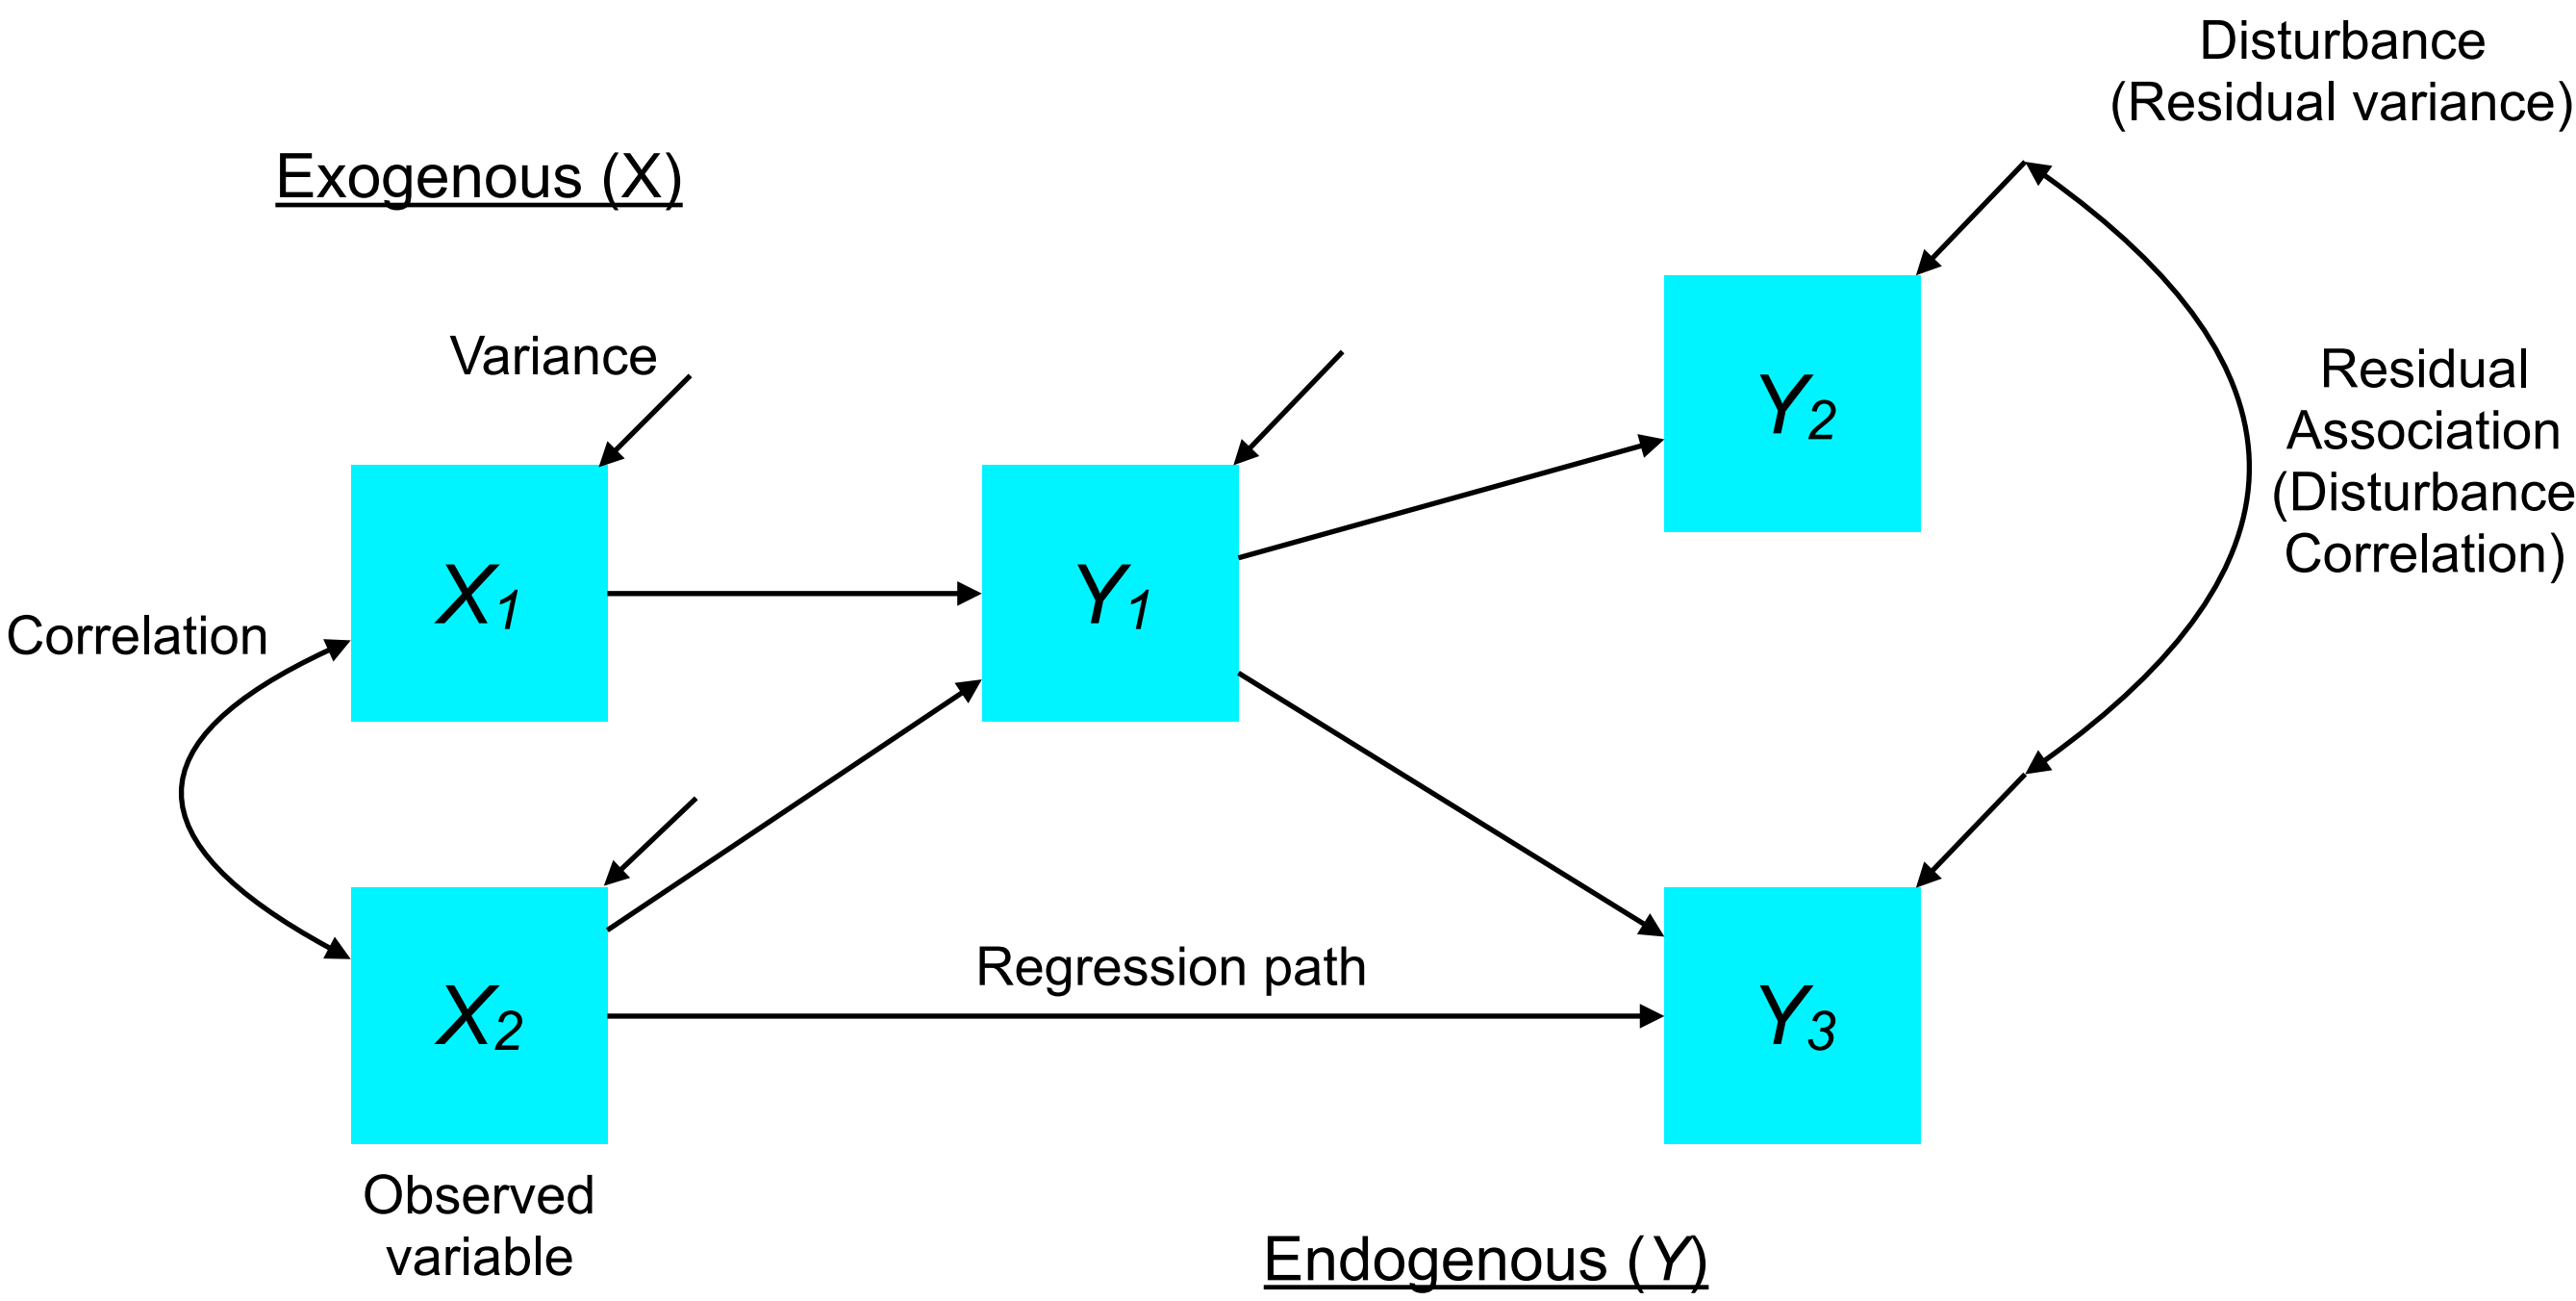 Disturbance
(Residual variance)
Exogenous (X)
Variance
Residual
Association
(Disturbance
Correlation)
Y2
X1
Y1
Correlation
Regression path
X2
Y3
Observed
variable
Endogenous (Y)